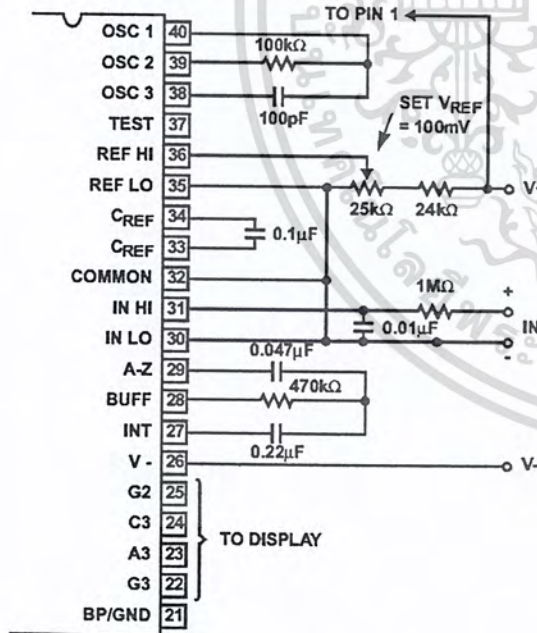 TO PIN 1
OSC 1 40
100kΩ
OSC 2 39
OSC 3 38
100pF
TEST 37
SET VREF
= 100mV
REF HI 36
REF LO 35
25kΩ 24kΩ
V+
CREF 34
0.1μF
CREF 33
COMMON 32
1MΩ
+
IN HI 31
0.01μF
IN
IN LO 30
-
0.047μF
A-Z 29
470kΩ
BUFF 28
INT 27
0.22μF
V - 26
V-
G2 25
C3 24
TO DISPLAY
A3 23
G3 22
BP/GND 21